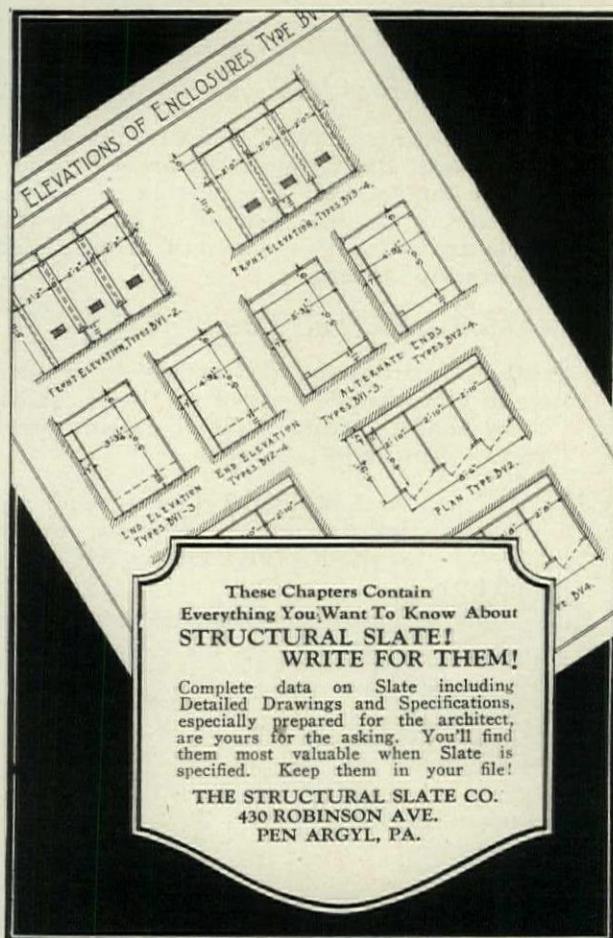 ELEVATIONS OF ENCLOSURES TYPE BV
FRONT ELEVATION, TYPES BV3-4.
FRONT ELEVATION, TYPES BV1-2.
ALTERNATE ENDS
TYPES BV1-3. TYPES BV2-4.
END ELEVATION
TYPES BV2-4
END ELEVATION
TYPES BV1-3
PLAN TYPE BV2.
BV4.
These Chapters Contain
Everything You Want To Know About
STRUCTURAL SLATE!
WRITE FOR THEM!
Complete data on Slate including
Detailed Drawings and Specifications,
especially prepared for the architect,
are yours for the asking. You'll find
them most valuable when Slate is
specified. Keep them in your file!
THE STRUCTURAL SLATE CO.
430 ROBINSON AVE.
PEN ARGYL, PA.